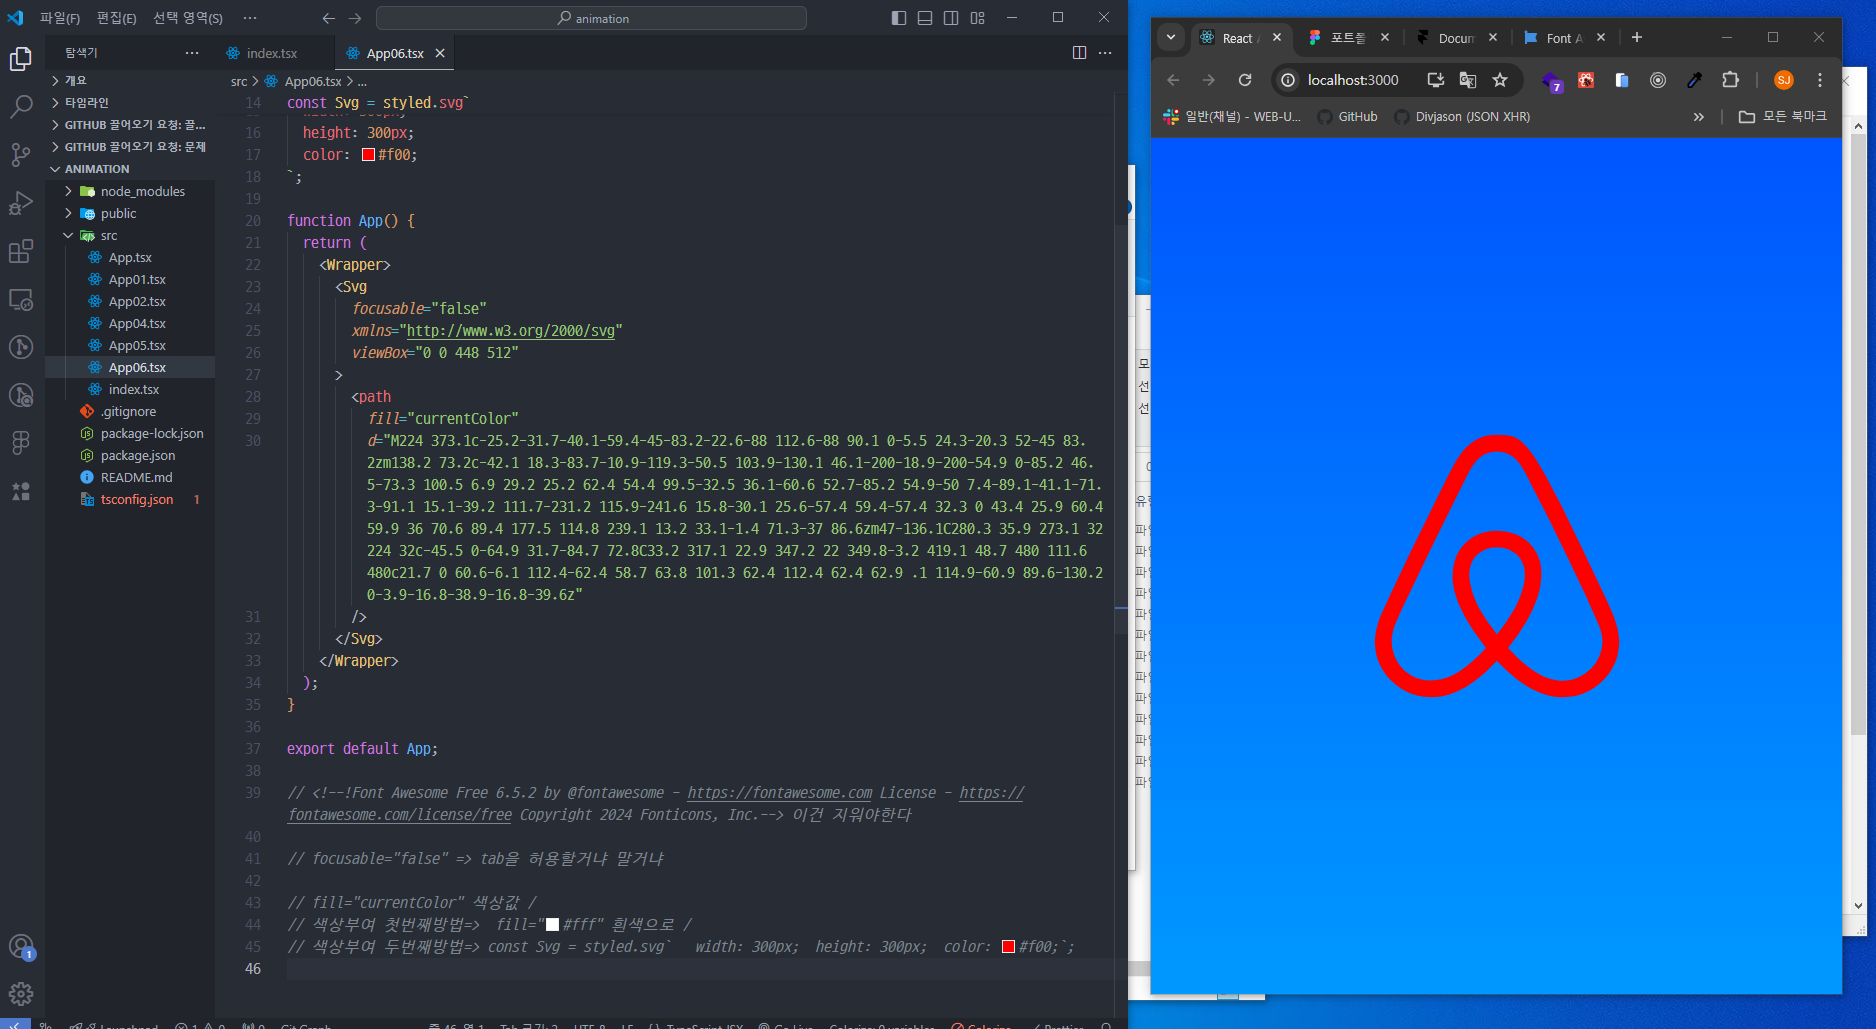 파일(F) 편집(E) 선택 영역(S) ···
animation
탐색기 ···
index.tsx
App06.tsx
src > App06.tsx > ...
개요
타임라인
GITHUB 끌어오기 요청: 끌...
GITHUB 끌어오기 요청: 문제
ANIMATION
node_modules
public
src
App.tsx
App01.tsx
App02.tsx
App04.tsx
App05.tsx
App06.tsx
index.tsx
.gitignore
package-lock.json
package.json
README.md
tsconfig.json 1
1
14 const Svg = styled.svg`
16 height: 300px;
17 color: #f00;
18 `;
19
20 function App() {
21 return (
22 <Wrapper>
23 <Svg
24 focusable="false"
25 xmlns="http://www.w3.org/2000/svg"
26 viewBox="0 0 448 512"
27 >
28 <path
29 fill="currentColor"
30 d="M224 373.1c-25.2-31.7-40.1-59.4-45-83.2-22.6-88 112.6-88 90.1 0-5.5 24.3-20.3 52-45 83.
2zm138.2 73.2c-42.1 18.3-83.7-10.9-119.3-50.5 103.9-130.1 46.1-200-18.9-200-54.9 0-85.2 46.
5-73.3 100.5 6.9 29.2 25.2 62.4 54.4 99.5-32.5 36.1-60.6 52.7-85.2 54.9-50 7.4-89.1-41.1-71.
3-91.1 15.1-39.2 111.7-231.2 115.9-241.6 15.8-30.1 25.6-57.4 59.4-57.4 32.3 0 43.4 25.9 60.4
59.9 36 70.6 89.4 177.5 114.8 239.1 13.2 33.1-1.4 71.3-37 86.6zm47-136.1C280.3 35.9 273.1 32
224 32c-45.5 0-64.9 31.7-84.7 72.8C33.2 317.1 22.9 347.2 22 349.8-3.2 419.1 48.7 480 111.6
480c21.7 0 60.6-6.1 112.4-62.4 58.7 63.8 101.3 62.4 112.4 62.4 62.9 .1 114.9-60.9 89.6-130.2
0-3.9-16.8-38.9-16.8-39.6z"
31 />
32 </Svg>
33 </Wrapper>
34 );
35 }
36
37 export default App;
38
39 // <!--!Font Awesome Free 6.5.2 by @fontawesome - https://fontawesome.com License - https://
fontawesome.com/license/free Copyright 2024 Fonticons, Inc.--> 이건 지워야한다
40
41 // focusable="false" => tab을 허용할거냐 말거냐
42
43 // fill="currentColor" 색상값 /
44 // 색상부여 첫번째방법=> fill="#fff" 흰색으로 /
45 // 색상부여 두번째방법=> const Svg = styled.svg` width: 300px; height: 300px; color: #f00;`;
46
React
포트폴
Docum
Font A
localhost:3000
7
SJ
일반(채널) - WEB-U...
GitHub
Divjason (JSON XHR)
모든 북마크